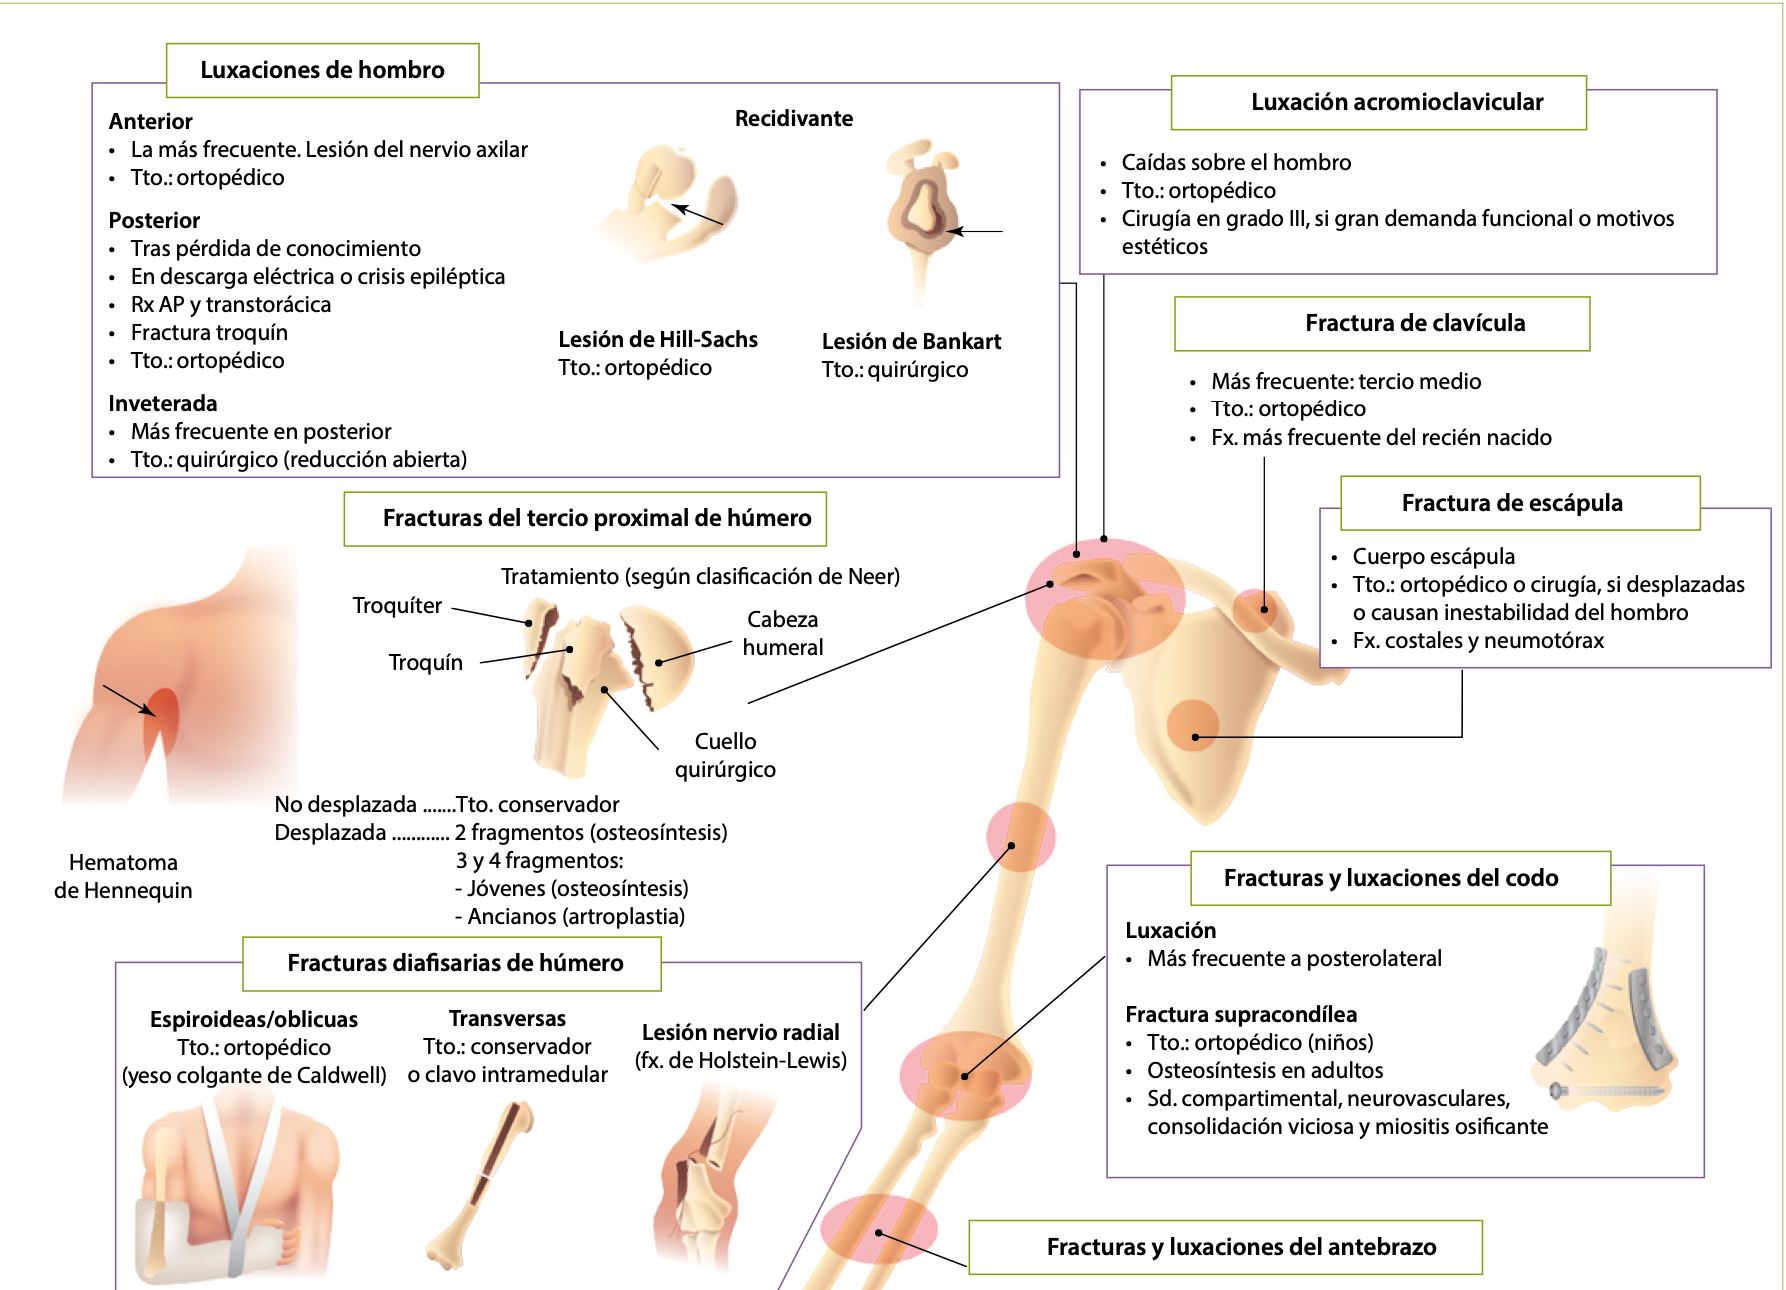 Luxaciones de hombro
Anterior
• La más frecuente. Lesión del nervio axilar
• Tto.: ortopédico
Posterior
• Tras pérdida de conocimiento
• En descarga eléctrica o crisis epiléptica
• Rx AP y transtorácica
• Fractura troquín
• Tto.: ortopédico
Inveterada
• Más frecuente en posterior
• Tto.: quirúrgico (reducción abierta)
Recidivante
Lesión de Hill-Sachs
Tto.: ortopédico
Lesión de Bankart
Tto.: quirúrgico
Luxación acromioclavicular
• Caídas sobre el hombro
• Tto.: ortopédico
• Cirugía en grado III, si gran demanda funcional o motivos
estéticos
Fractura de clavícula
• Más frecuente: tercio medio
• Tto.: ortopédico
• Fx. más frecuente del recién nacido
Fractura de escápula
• Cuerpo escápula
• Tto.: ortopédico o cirugía, si desplazadas
o causan inestabilidad del hombro
• Fx. costales y neumotórax
Fracturas del tercio proximal de húmero
Tratamiento (según clasificación de Neer)
Troquíter
Troquín
Cabeza
humeral
Cuello
quirúrgico
Hematoma
de Hennequin
No desplazada .......Tto. conservador
Desplazada ............ 2 fragmentos (osteosíntesis)
3 y 4 fragmentos:
- Jóvenes (osteosíntesis)
- Ancianos (artroplastia)
Fracturas diafisarias de húmero
Espiroideas/oblicuas
Tto.: ortopédico
(yeso colgante de Caldwell)
Transversas
Tto.: conservador
o clavo intramedular
Lesión nervio radial
(fx. de Holstein-Lewis)
Fracturas y luxaciones del codo
Luxación
• Más frecuente a posterolateral
Fractura supracondílea
• Tto.: ortopédico (niños)
• Osteosíntesis en adultos
• Sd. compartimental, neurovasculares,
consolidación viciosa y miositis osificante
Fracturas y luxaciones del antebrazo